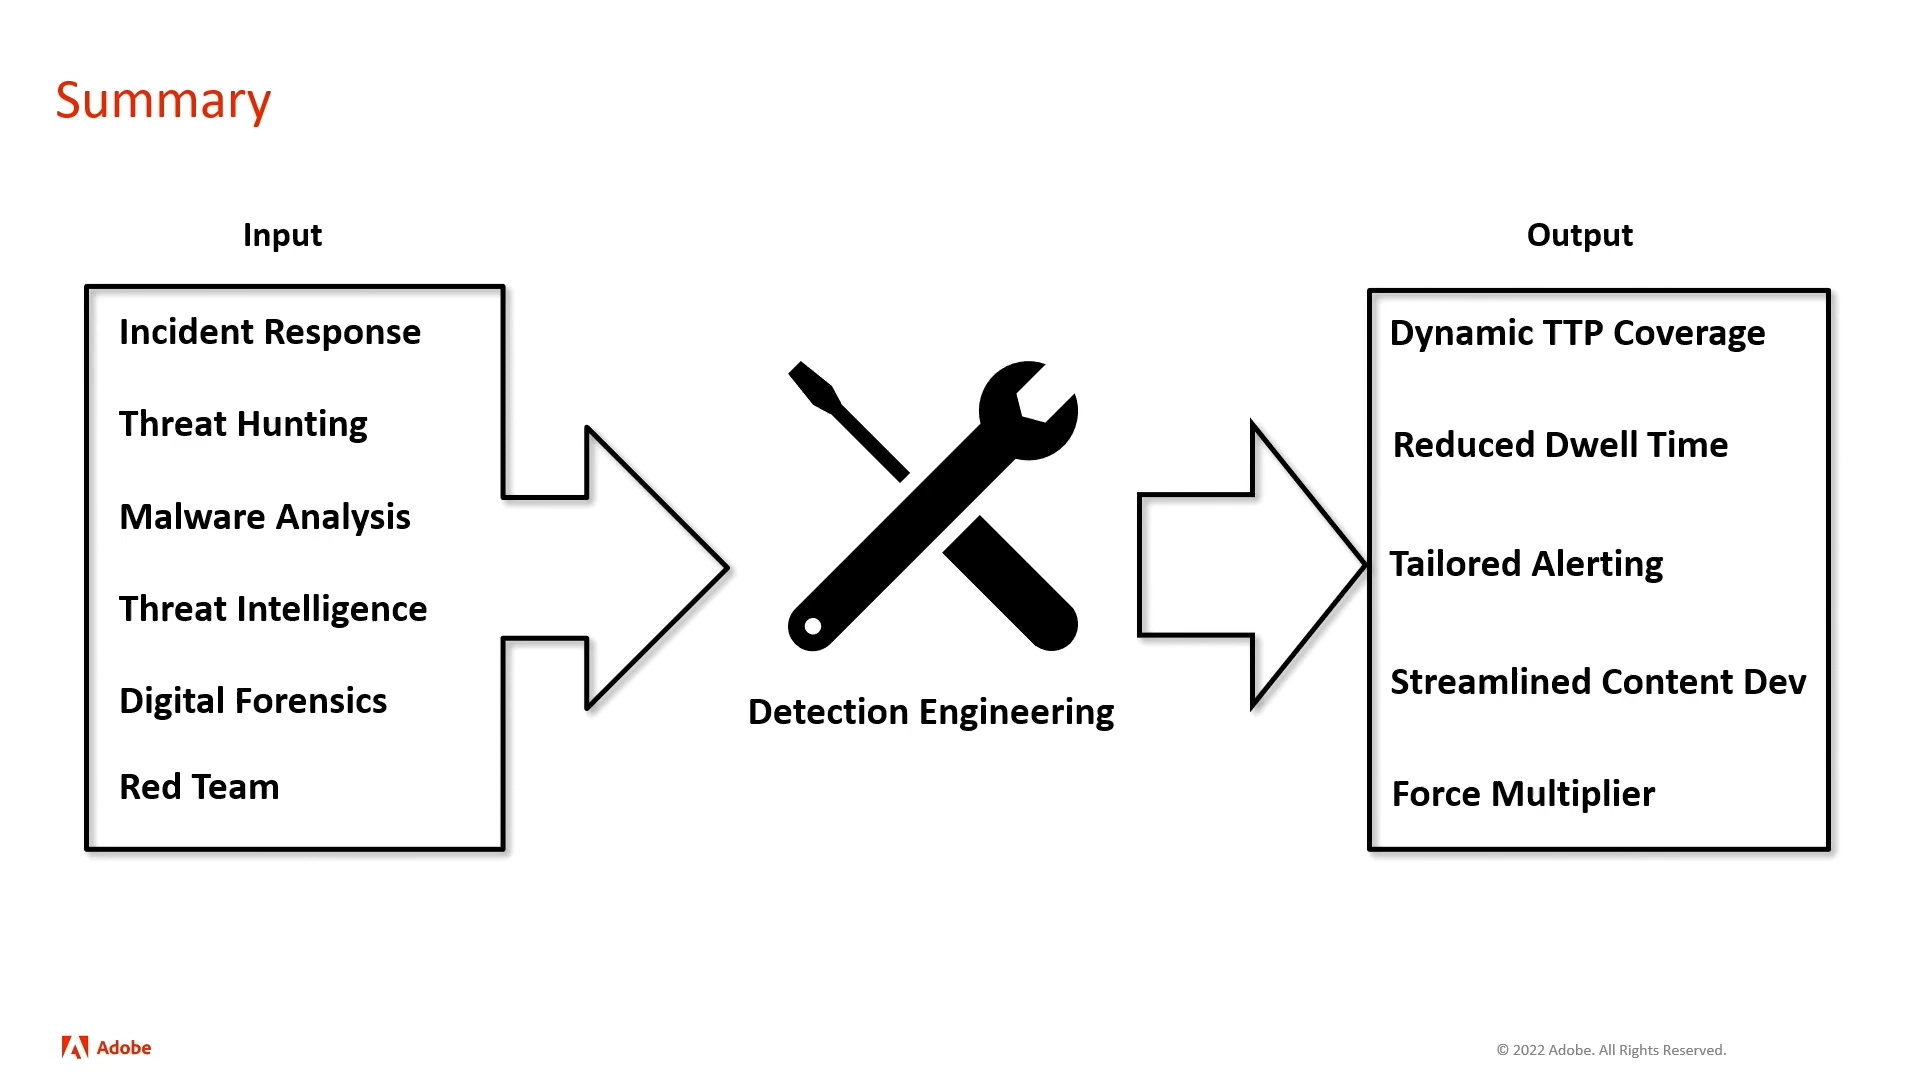 Summary
Input
Incident Response
Threat Hunting
Malware Analysis
Threat Intelligence
Digital Forensics
Red Team
Detection Engineering
Output
Dynamic TTP Coverage
Reduced Dwell Time
Tailored Alerting
Streamlined Content Dev
Force Multiplier
Adobe
© 2022 Adobe. All Rights Reserved.